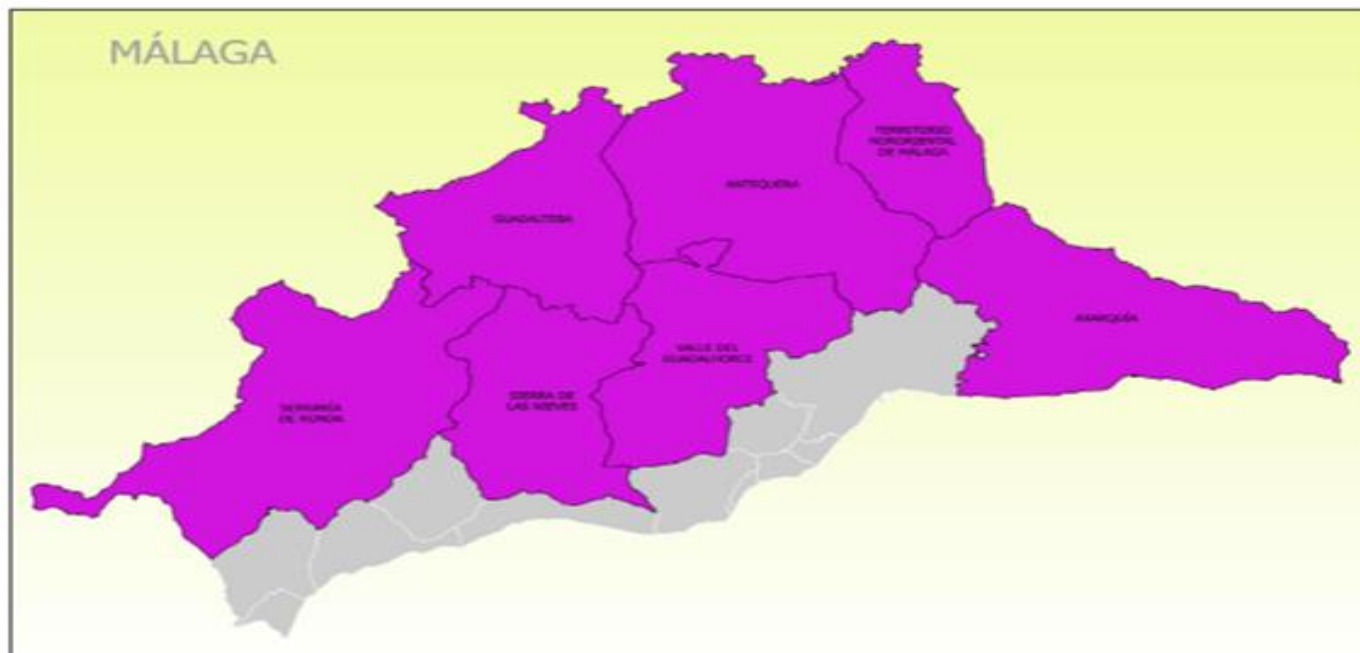 MÁLAGA
TERRITORIO
NORORIENTAL
DE MÁLAGA
ANTEQUERA
GUADALTEBA
AXARQUÍA
VALLE DEL
GUADALHORCE
SIERRA DE
LAS NIEVES
SERRANÍA
DE RONDA